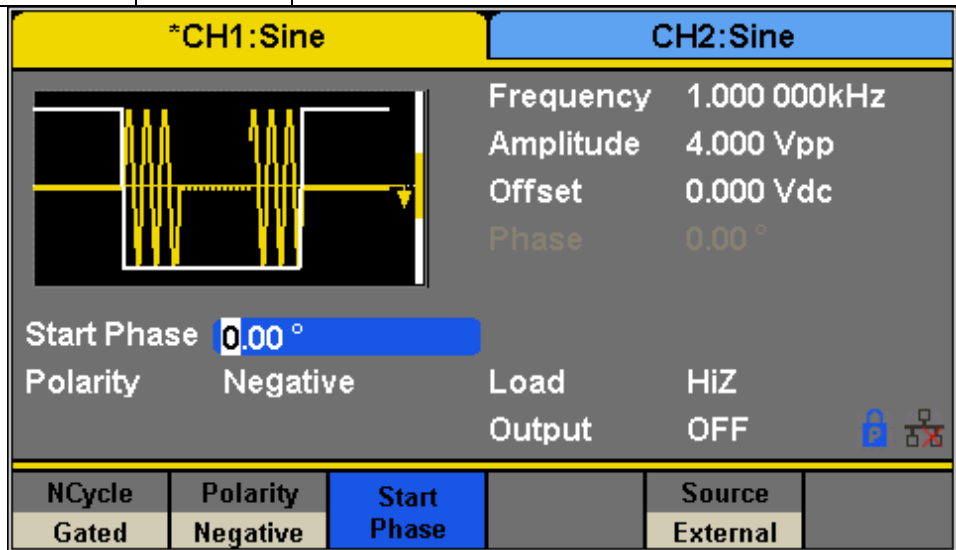 *CH1:Sine CH2:Sine
Frequency 1.000 000kHz
Amplitude 4.000 Vpp
Offset 0.000 Vdc
Phase 0.00 °
Start Phase 0.00 °
Polarity Negative Load HiZ
Output OFF P
NCycle Polarity Start Phase Source
Gated Negative External